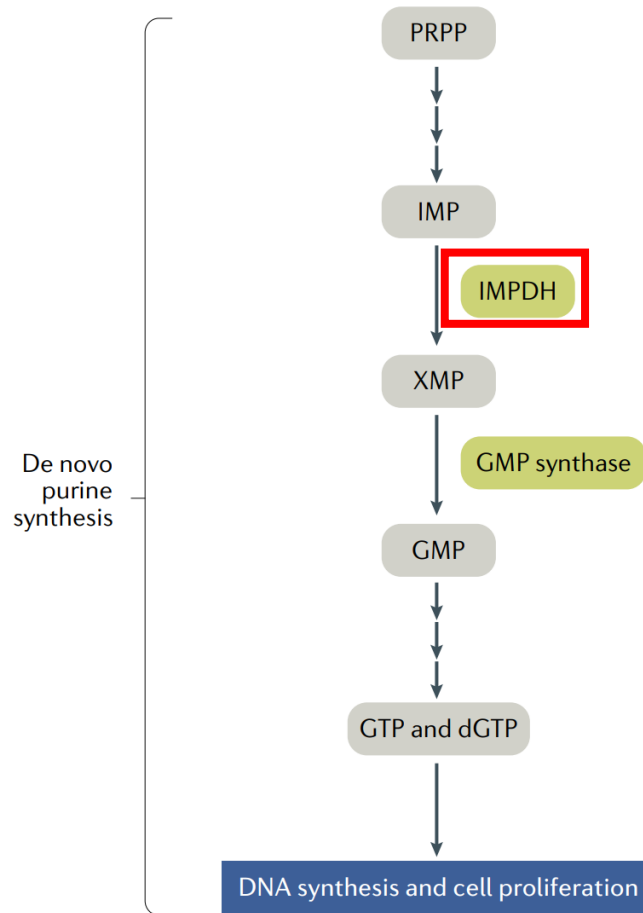 PRPP
IMP
IMPDH
XMP
GMP synthase
De novo
purine
synthesis
GMP
GTP and dGTP
DNA synthesis and cell proliferation